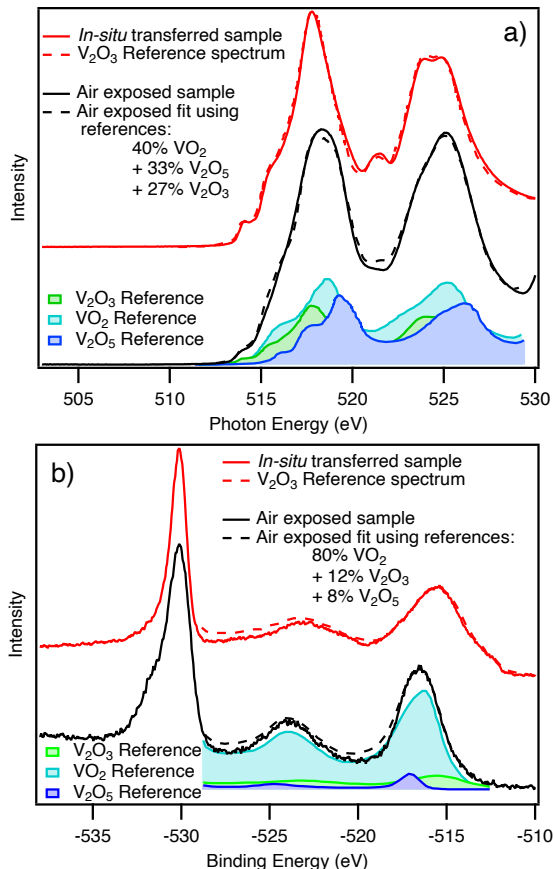 a)
In-situ transferred sample
V₂O₃ Reference spectrum
Air exposed sample
Air exposed fit using
references:
40% VO₂
+ 33% V₂O₅
+ 27% V₂O₃
V₂O₃ Reference
VO₂ Reference
V₂O₅ Reference
Intensity
505 510 515 520 525 530
Photon Energy (eV)
b)
In-situ transferred sample
V₂O₃ Reference spectrum
Air exposed sample
Air exposed fit using references:
80% VO₂
+ 12% V₂O₃
+ 8% V₂O₅
V₂O₃ Reference
VO₂ Reference
V₂O₅ Reference
Intensity
-535 -530 -525 -520 -515 -510
Binding Energy (eV)